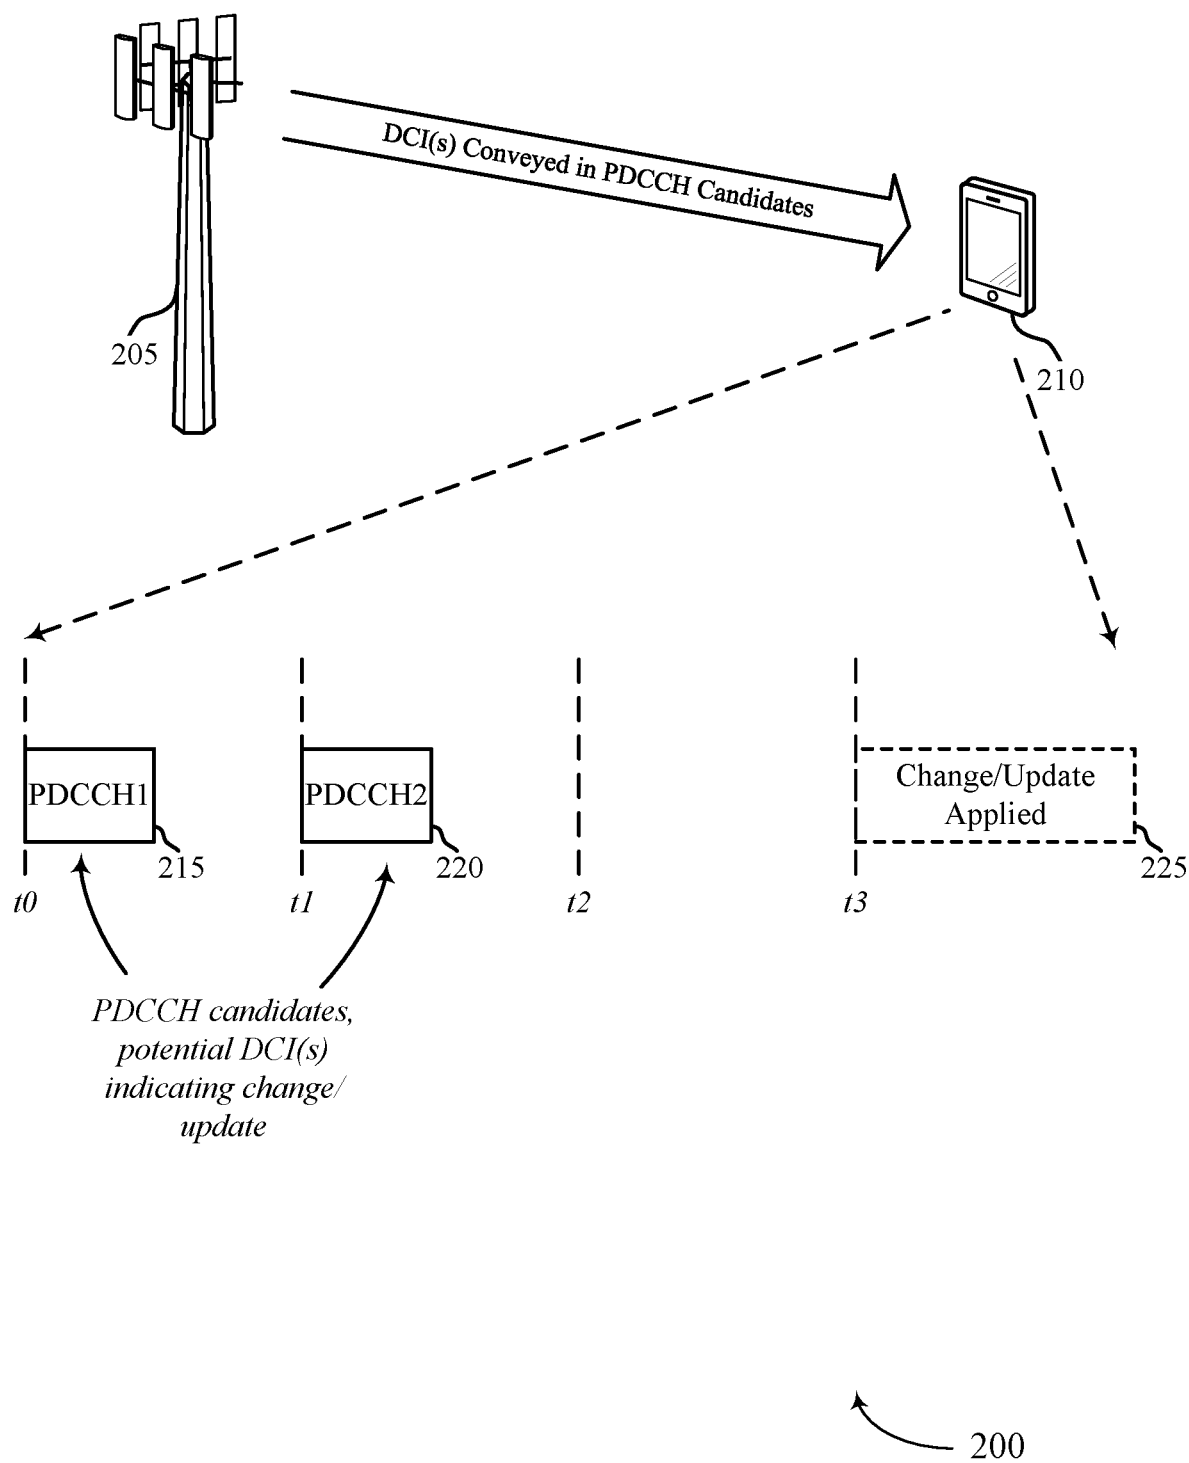 DCI(s) Conveyed in PDCCH Candidates
205
210
PDCCH1
PDCCH2
Change/Update
Applied
215
220
225
t0
t1
t2
t3
PDCCH candidates,
potential DCI(s)
indicating change/
update
200